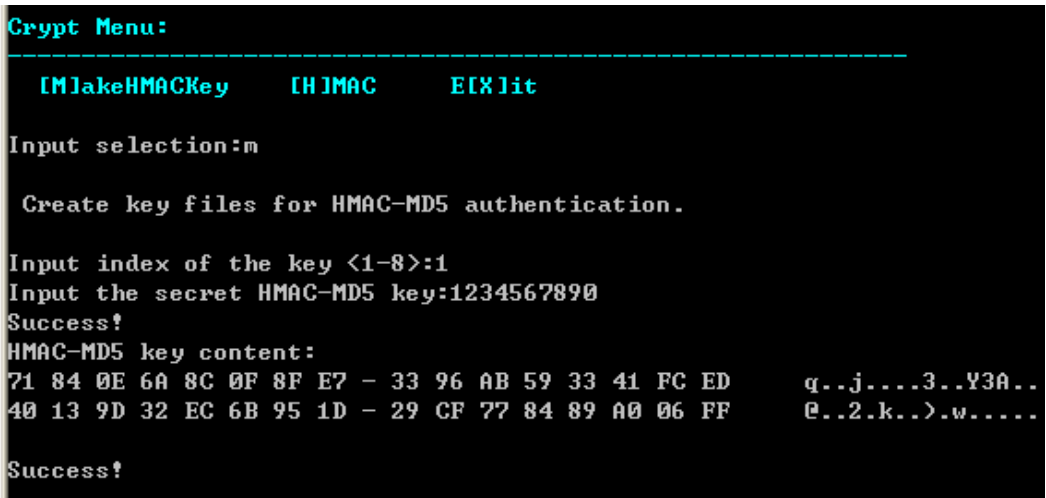 Crypt Menu:
[M]akeHMACKey [H]MAC E[X]it
Input selection:m
Create key files for HMAC-MD5 authentication.
Input index of the key <1-8>:1
Input the secret HMAC-MD5 key:1234567890
Success!
HMAC-MD5 key content:
71 84 0E 6A 8C 0F 8F E7 - 33 96 AB 59 33 41 FC ED q..j....3..Y3A..
40 13 9D 32 EC 6B 95 1D - 29 CF 77 84 89 A0 06 FF @..2.k..).w.....
Success!